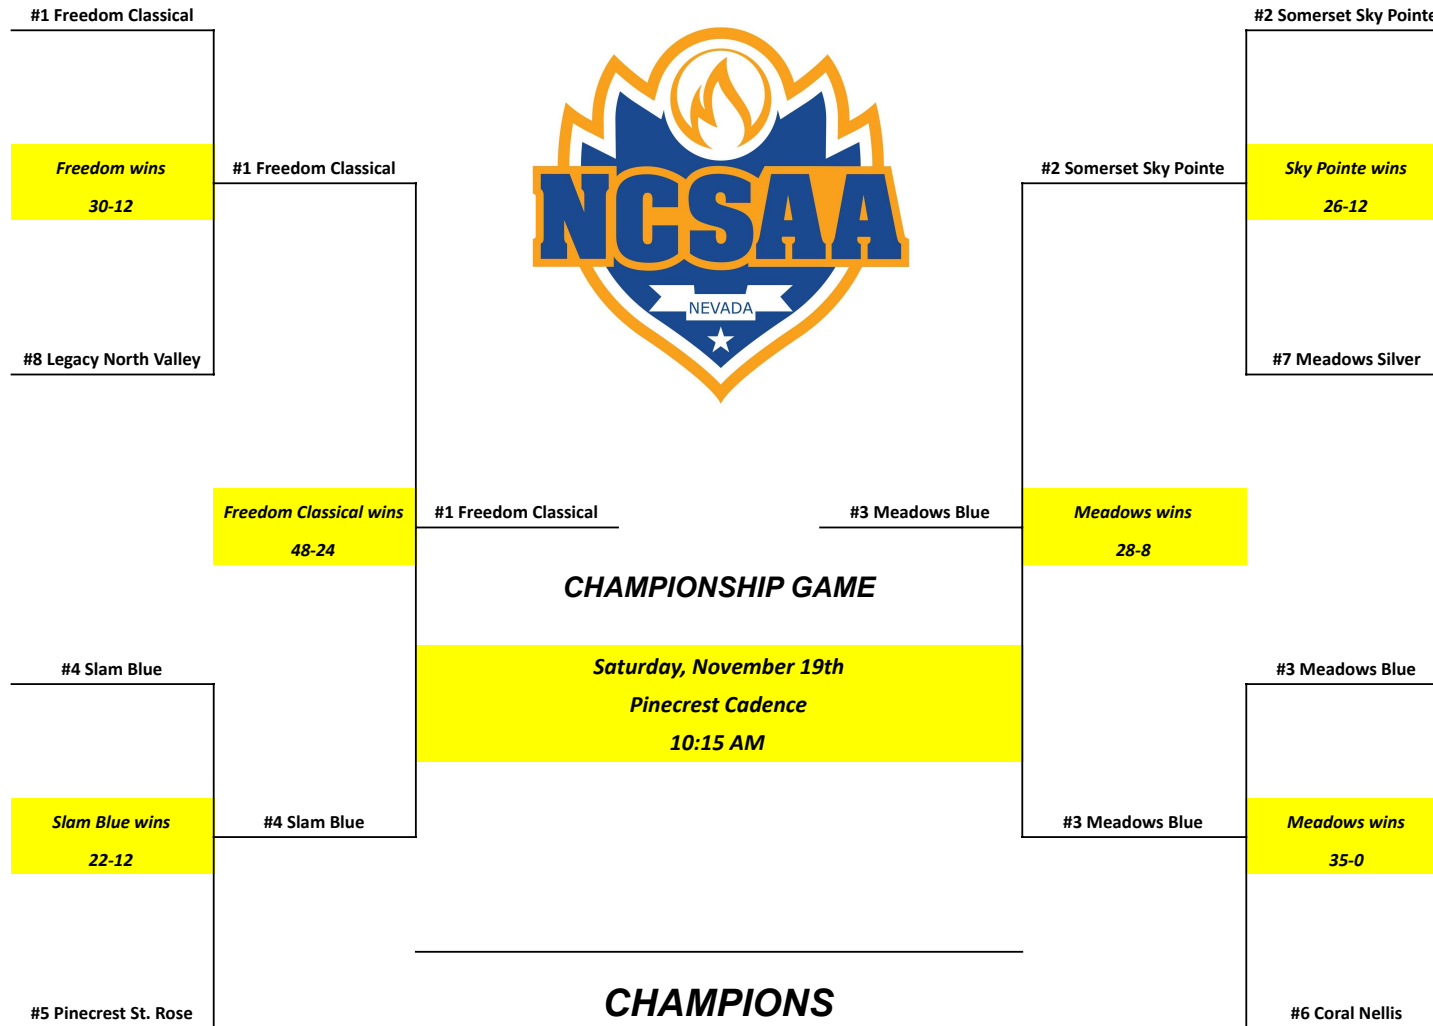 #1 Freedom Classical
#2 Somerset Sky Pointe
NCSAA
NEVADA
Freedom wins
30-12
#1 Freedom Classical
#2 Somerset Sky Pointe
Sky Pointe wins
26-12
#8 Legacy North Valley
#7 Meadows Silver
Freedom Classical wins
48-24
#1 Freedom Classical
#3 Meadows Blue
Meadows wins
28-8
CHAMPIONSHIP GAME
Saturday, November 19th
Pinecrest Cadence
10:15 AM
#4 Slam Blue
#3 Meadows Blue
Slam Blue wins
22-12
#4 Slam Blue
#3 Meadows Blue
Meadows wins
35-0
CHAMPIONS
#5 Pinecrest St. Rose
#6 Coral Nellis